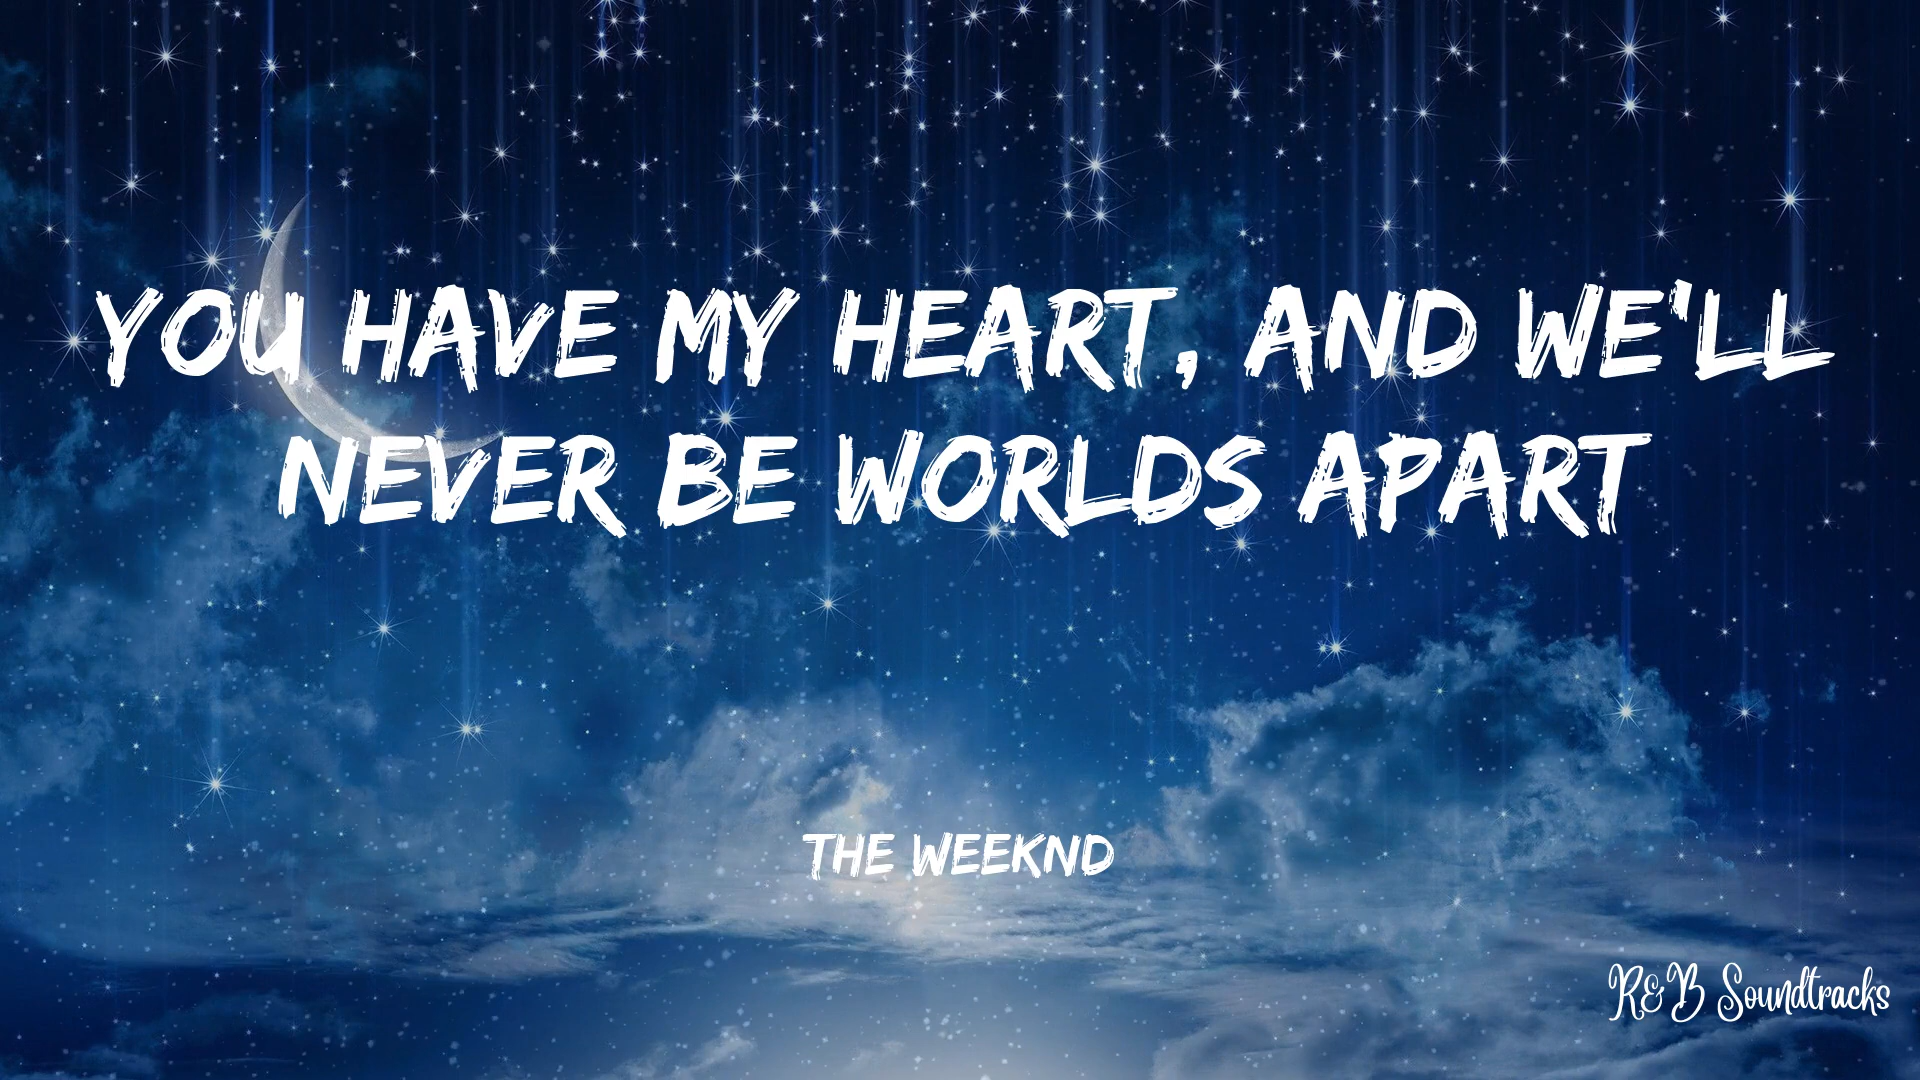 YOU HAVE MY HEART, AND WE'LL
NEVER BE WORLDS APART
THE WEEKND
R&B Soundtracks